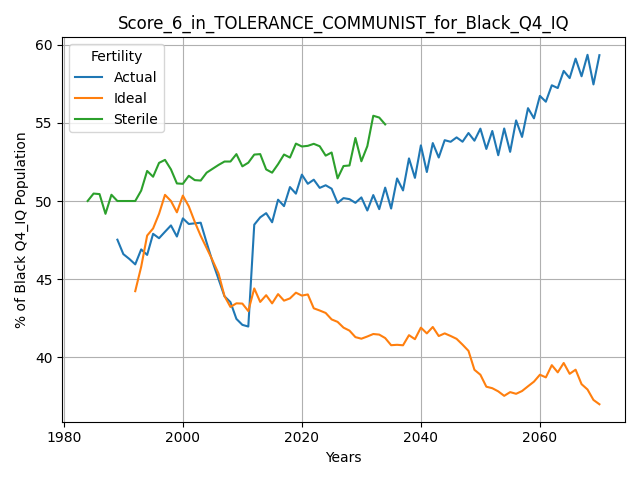 Score_6_in_TOLERANCE_COMMUNIST_for_Black_Q4_IQ
Fertility
Actual
Ideal
Sterile
% of Black Q4_IQ Population
60
55
50
45
40
1980
2000
2020
2040
2060
Years